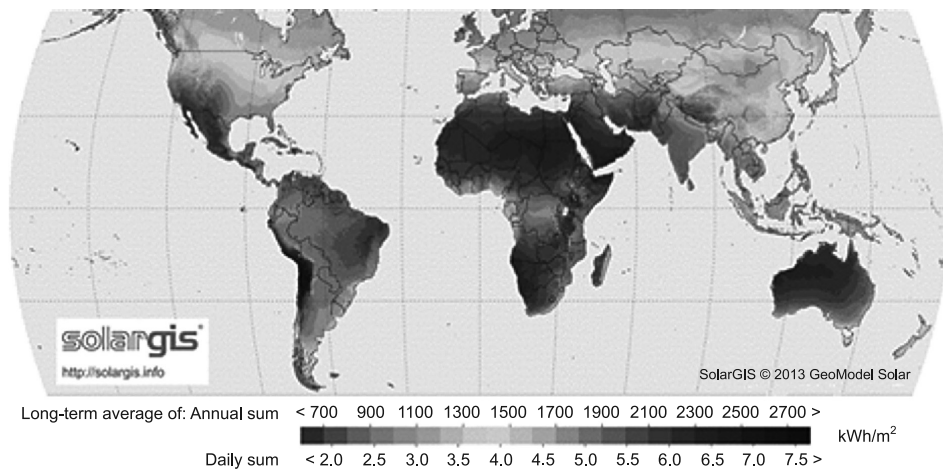 solargis
http://solargis.info
SolarGIS © 2013 GeoModel Solar
Long-term average of: Annual sum < 700 900 1100 1300 1500 1700 1900 2100 2300 2500 2700 >
kWh/m²
Daily sum < 2.0 2.5 3.0 3.5 4.0 4.5 5.0 5.5 6.0 6.5 7.0 7.5 >